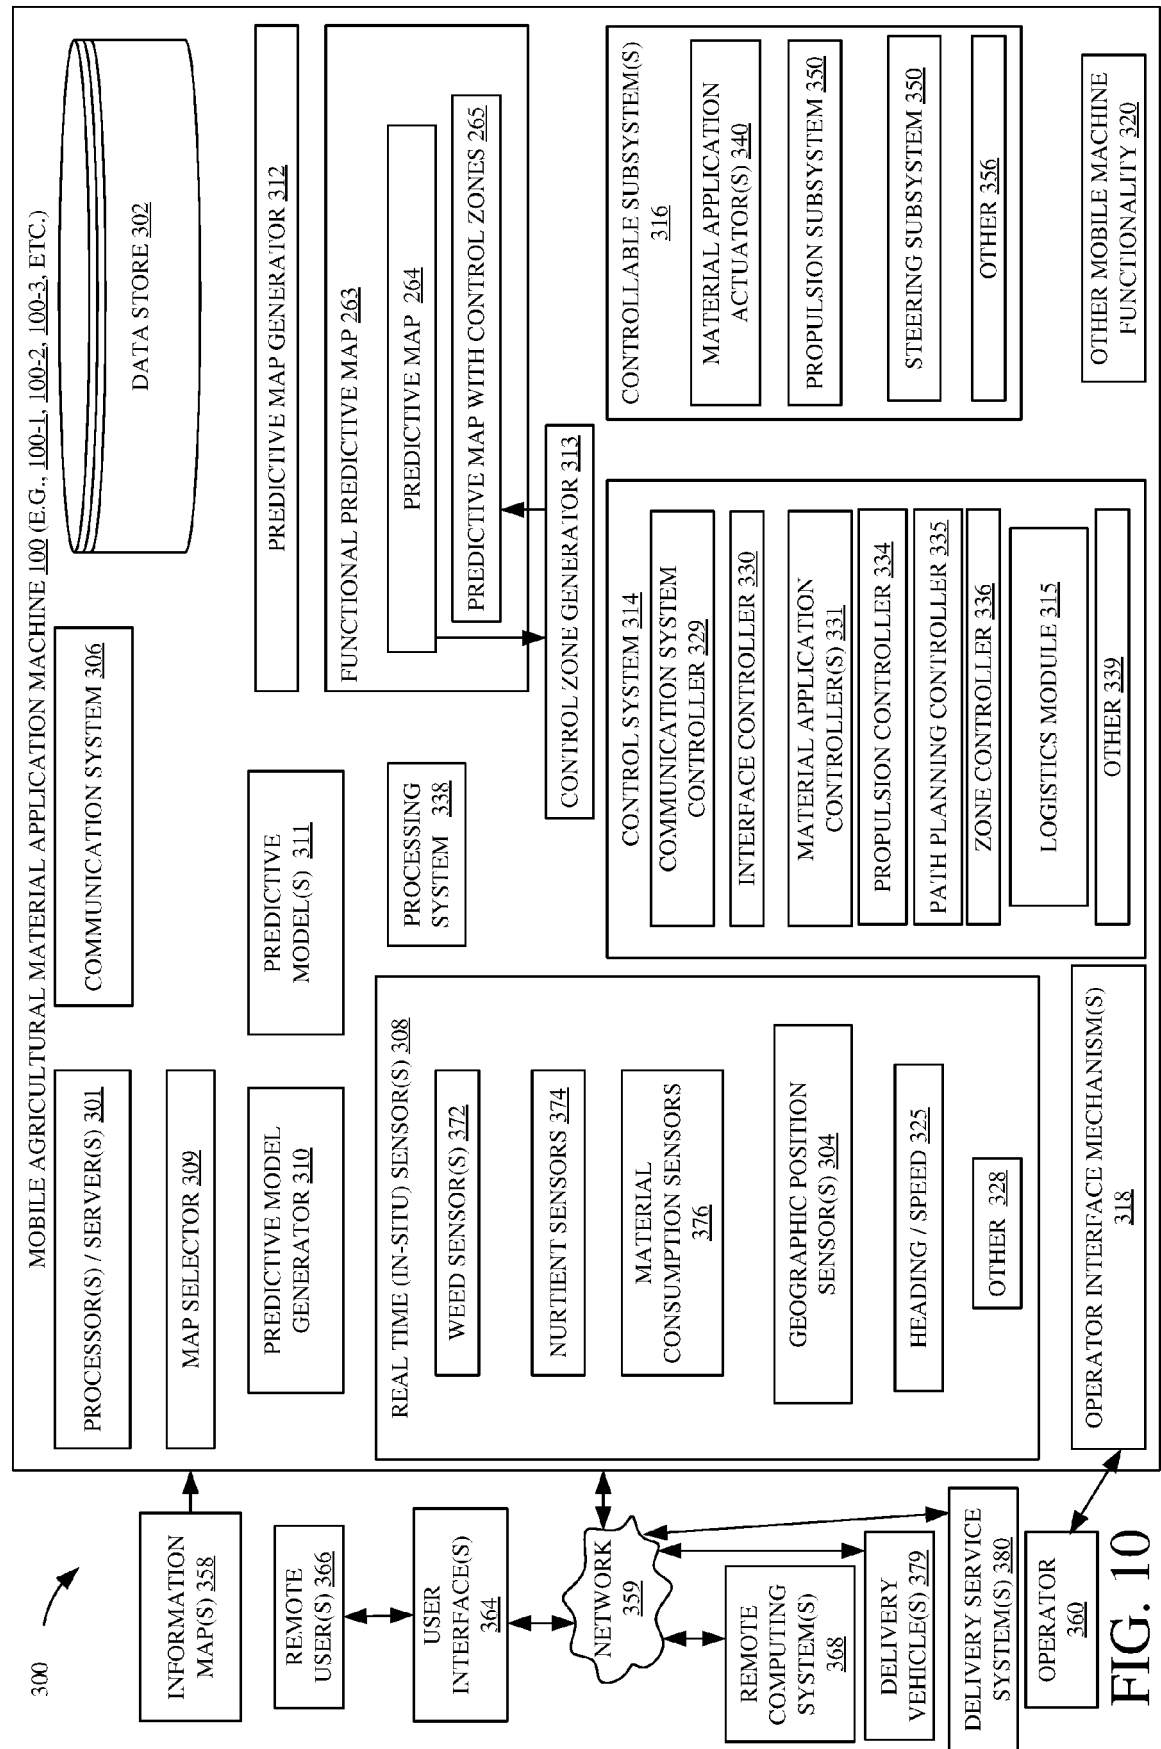 300
MOBILE AGRICULTURAL MATERIAL APPLICATION MACHINE 100 (E.G., 100-1, 100-2, 100-3, ETC.)
INFORMATION
MAP(S) 358
REMOTE
USER(S) 366
USER
INTERFACE(S)
364
NETWORK
359
REMOTE
COMPUTING
SYSTEM(S)
368
DELIVERY
VEHICLE(S) 379
DELIVERY SERVICE
SYSTEM(S) 380
OPERATOR
360
PROCESSOR(S) / SERVER(S) 301
COMMUNICATION SYSTEM 306
DATA STORE 302
MAP SELECTOR 309
PREDICTIVE MODEL
GENERATOR 310
PREDICTIVE
MODEL(S) 311
PREDICTIVE MAP GENERATOR 312
REAL TIME (IN-SITU) SENSOR(S) 308
WEED SENSOR(S) 372
NURTIENT SENSORS 374
MATERIAL
CONSUMPTION SENSORS
376
GEOGRAPHIC POSITION
SENSOR(S) 304
HEADING / SPEED 325
OTHER 328
PROCESSING
SYSTEM 338
FUNCTIONAL PREDICTIVE MAP 263
PREDICTIVE MAP 264
PREDICTIVE MAP WITH CONTROL ZONES 265
CONTROL ZONE GENERATOR 313
CONTROL SYSTEM 314
COMMUNICATION SYSTEM
CONTROLLER 329
INTERFACE CONTROLLER 330
MATERIAL APPLICATION
CONTROLLER(S) 331
PROPULSION CONTROLLER 334
PATH PLANNING CONTROLLER 335
ZONE CONTROLLER 336
LOGISTICS MODULE 315
OTHER 339
CONTROLLABLE SUBSYSTEM(S)
316
MATERIAL APPLICATION
ACTUATOR(S) 340
PROPULSION SUBSYSTEM 350
STEERING SUBSYSTEM 350
OTHER 356
OPERATOR INTERFACE MECHANISM(S)
318
OTHER MOBILE MACHINE
FUNCTIONALITY 320
FIG. 10